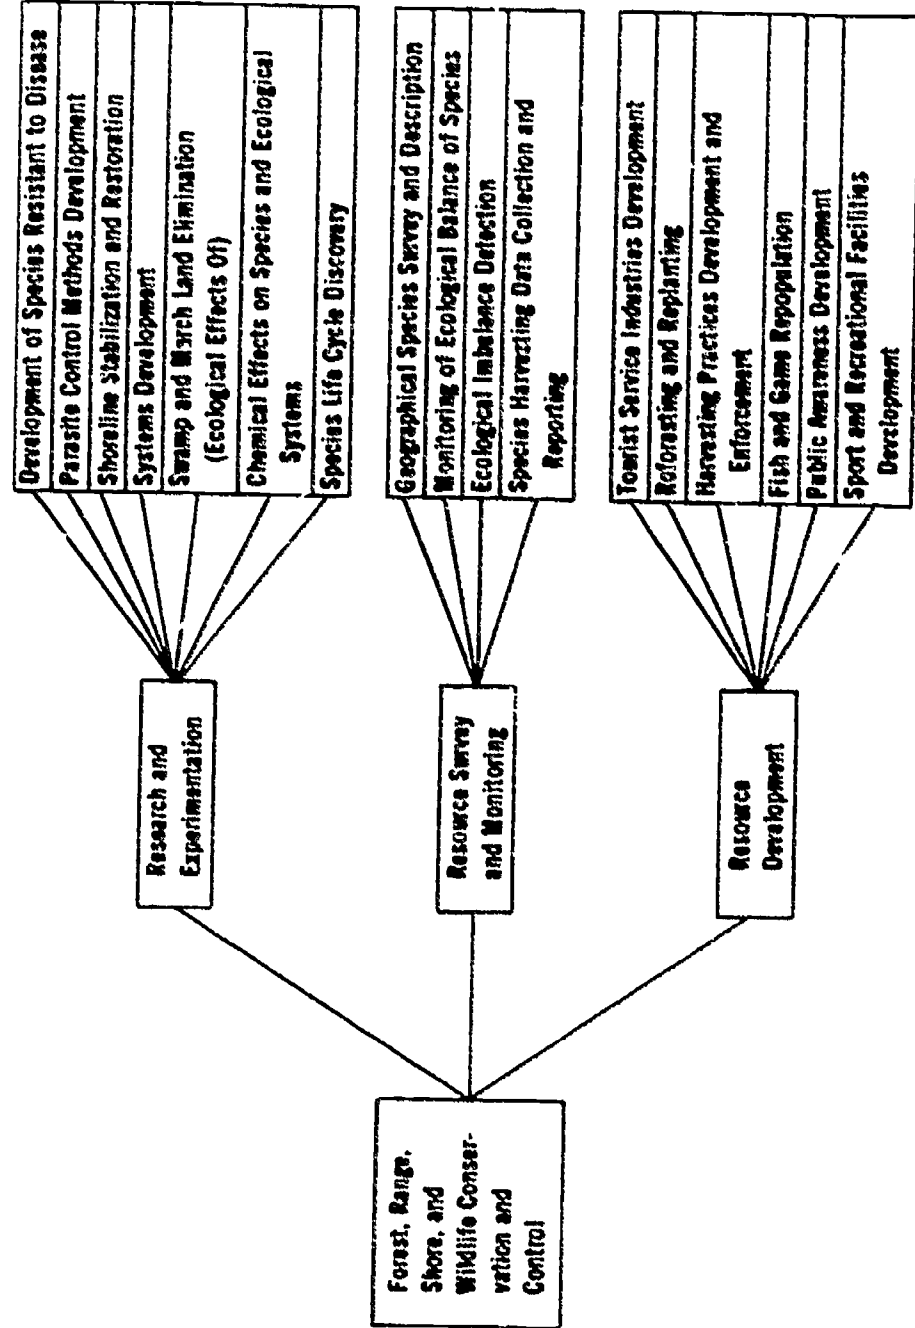 Forest, Range,
Shore, and
Wildlife Conser-
vation and
Control
Research and
Experimentation
Development of Species Resistant to Disease
Parasite Control Methods Development
Shoreline Stabilization and Restoration
Systems Development
Swamp and March Land Elimination
(Ecological Effects Of)
Chemical Effects on Species and Ecological
Systems
Species Life Cycle Discovery
Resource Survey
and Monitoring
Geographical Species Survey and Description
Monitoring of Ecological Balance of Species
Ecological Imbalance Detection
Species Harvesting Data Collection and
Reporting
Resource
Development
Tourist Service Industries Development
Reforesting and Replanting
Harvesting Practices Development and
Enforcement
Fish and Game Repopulation
Public Awareness Development
Sport and Recreational Facilities
Development